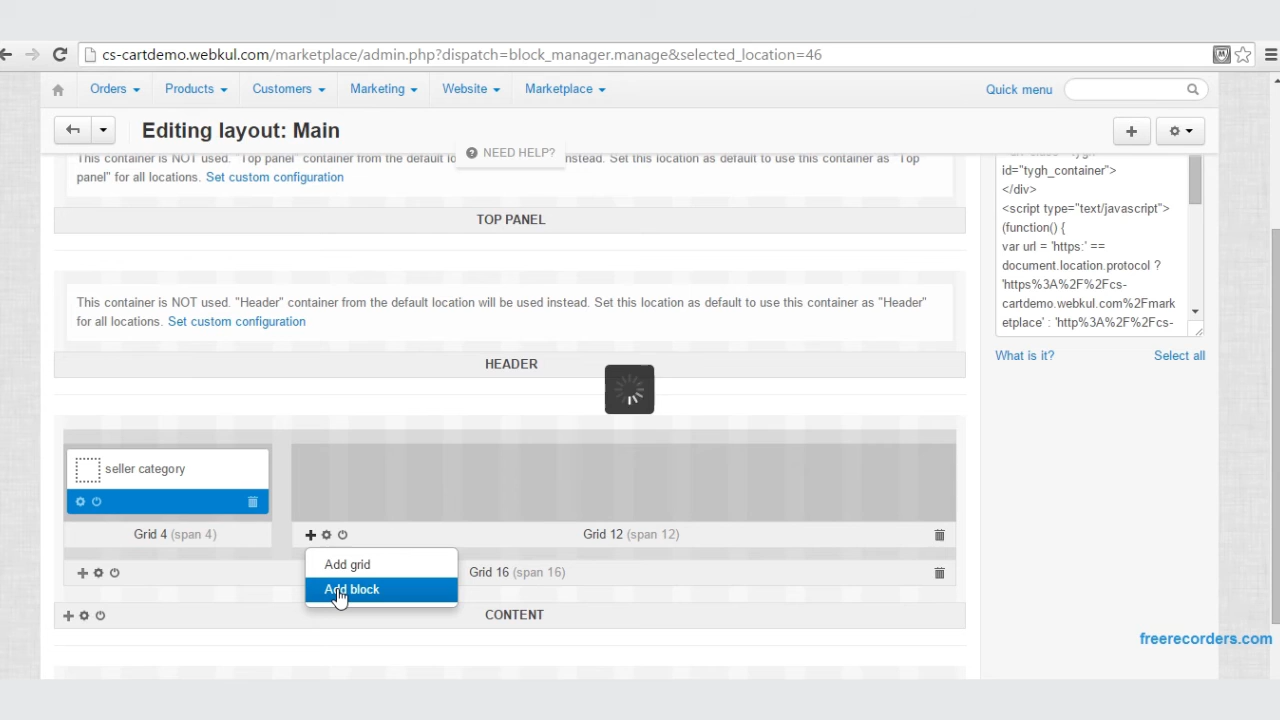 cs-cartdemo.webkul.com/marketplace/admin.php?dispatch=block_manager.manage&selected_location=46
Orders Products Customers Marketing Website Marketplace Quick menu
Editing layout: Main
NEED HELP?
This container is NOT used. "Top panel" container from the default lo instead. Set this location as default to use this container as "Top
panel" for all locations. Set custom configuration
TOP PANEL
This container is NOT used. "Header" container from the default location will be used instead. Set this location as default to use this container as "Header"
for all locations. Set custom configuration
HEADER
seller category
Grid 4 (span 4)
Grid 12 (span 12)
Add grid
Add block
Grid 16 (span 16)
CONTENT
id="tygh_container">
</div>
<script type="text/javascript">
(function() {
var url = 'https:' ==
document.location.protocol ?
'https%3A%2F%2Fcs-
cartdemo.webkul.com%2Fmar
ketplace' : 'http%3A%2F%2Fcs-
What is it? Select all
freerecorders.com